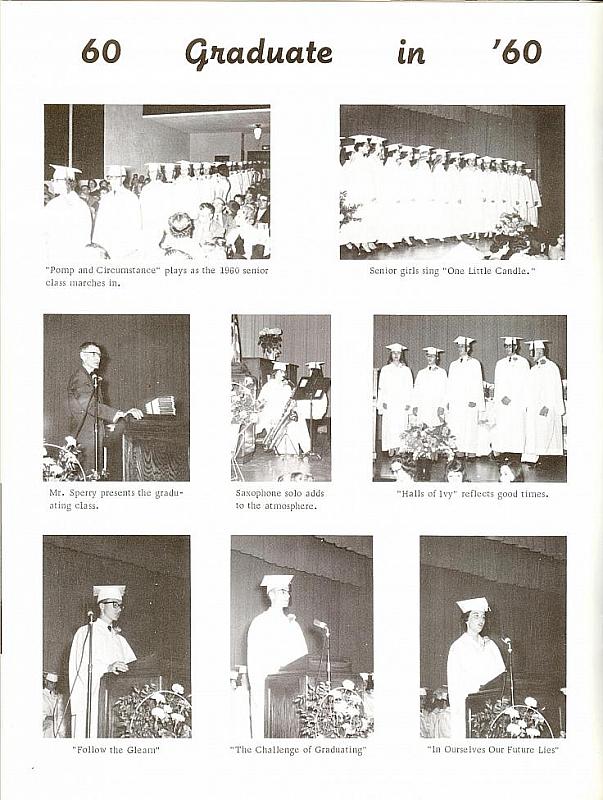 60 Graduate in '60
"Pomp and Circumstance" plays as the 1960 senior
class marches in.
Senior girls sing "One Little Candle."
Mr. Sperry presents the gradu-
ating class.
Saxophone solo adds
to the atmosphere.
"Halls of Ivy" reflects good times.
"Follow the Gleam"
"The Challenge of Graduating"
"In Ourselves Our Future Lies"